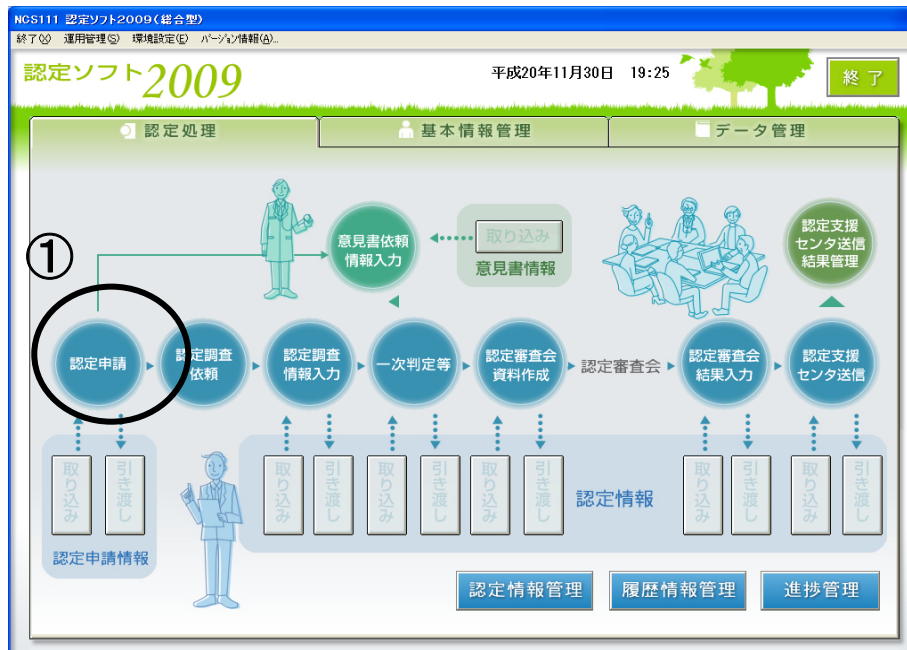 NCS111 認定ソフト2009(総合型)
終了(X) 運用管理(S) 環境設定(E) バージョン情報(A)...
認定ソフト2009
平成20年11月30日 19:25
終了
認定処理
基本情報管理
データ管理
①
意見書依頼
情報入力
取り込み
意見書情報
認定支援
センタ送信
結果管理
認定申請
認定調査
依頼
認定調査
情報入力
一次判定等
認定審査会
資料作成
認定審査会
認定審査会
結果入力
認定支援
センタ送信
取り込み
引き渡し
認定申請情報
取り込み
引き渡し
取り込み
引き渡し
取り込み
引き渡し
認定情報
取り込み
引き渡し
取り込み
引き渡し
認定情報管理
履歴情報管理
進捗管理